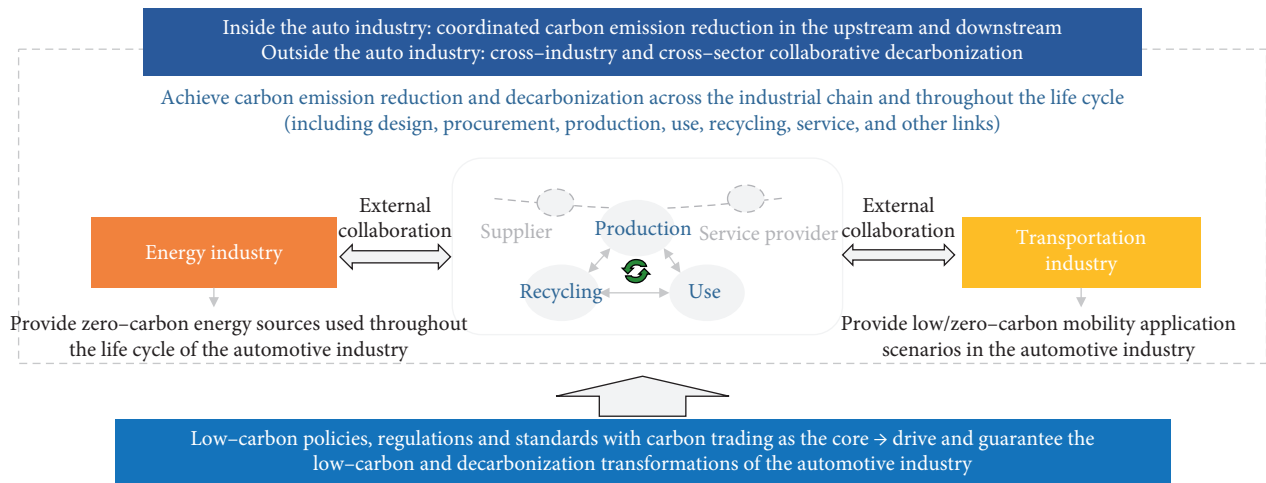 Inside the auto industry: coordinated carbon emission reduction in the upstream and downstream
Outside the auto industry: cross–industry and cross–sector collaborative decarbonization
Achieve carbon emission reduction and decarbonization across the industrial chain and throughout the life cycle
(including design, procurement, production, use, recycling, service, and other links)
External
collaboration
Energy industry
Provide zero–carbon energy sources used throughout
the life cycle of the automotive industry
Supplier
Production
Service provider
Recycling
Use
External
collaboration
Transportation
industry
Provide low/zero–carbon mobility application
scenarios in the automotive industry
Low–carbon policies, regulations and standards with carbon trading as the core → drive and guarantee the
low–carbon and decarbonization transformations of the automotive industry